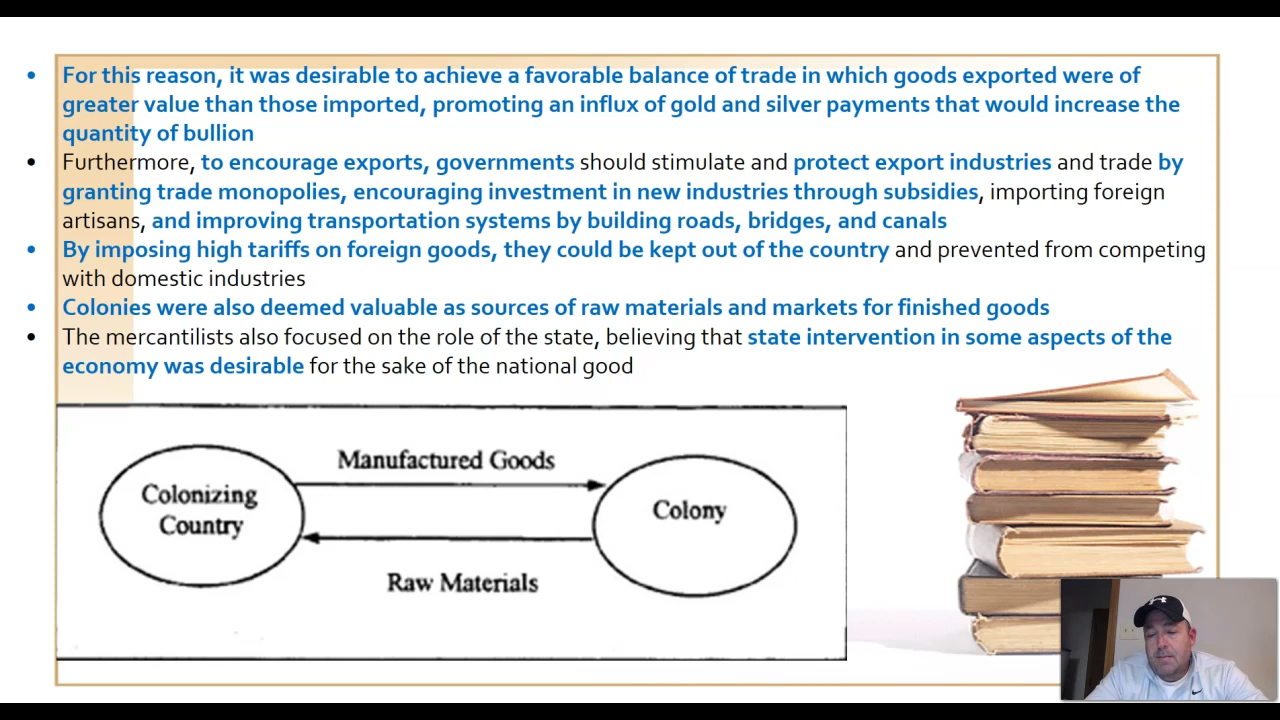 • For this reason, it was desirable to achieve a favorable balance of trade in which goods exported were of
greater value than those imported, promoting an influx of gold and silver payments that would increase the
quantity of bullion
• Furthermore, to encourage exports, governments should stimulate and protect export industries and trade by
granting trade monopolies, encouraging investment in new industries through subsidies, importing foreign
artisans, and improving transportation systems by building roads, bridges, and canals
• By imposing high tariffs on foreign goods, they could be kept out of the country and prevented from competing
with domestic industries
• Colonies were also deemed valuable as sources of raw materials and markets for finished goods
• The mercantilists also focused on the role of the state, believing that state intervention in some aspects of the
economy was desirable for the sake of the national good
Manufactured Goods
Colonizing
Country
Colony
Raw Materials